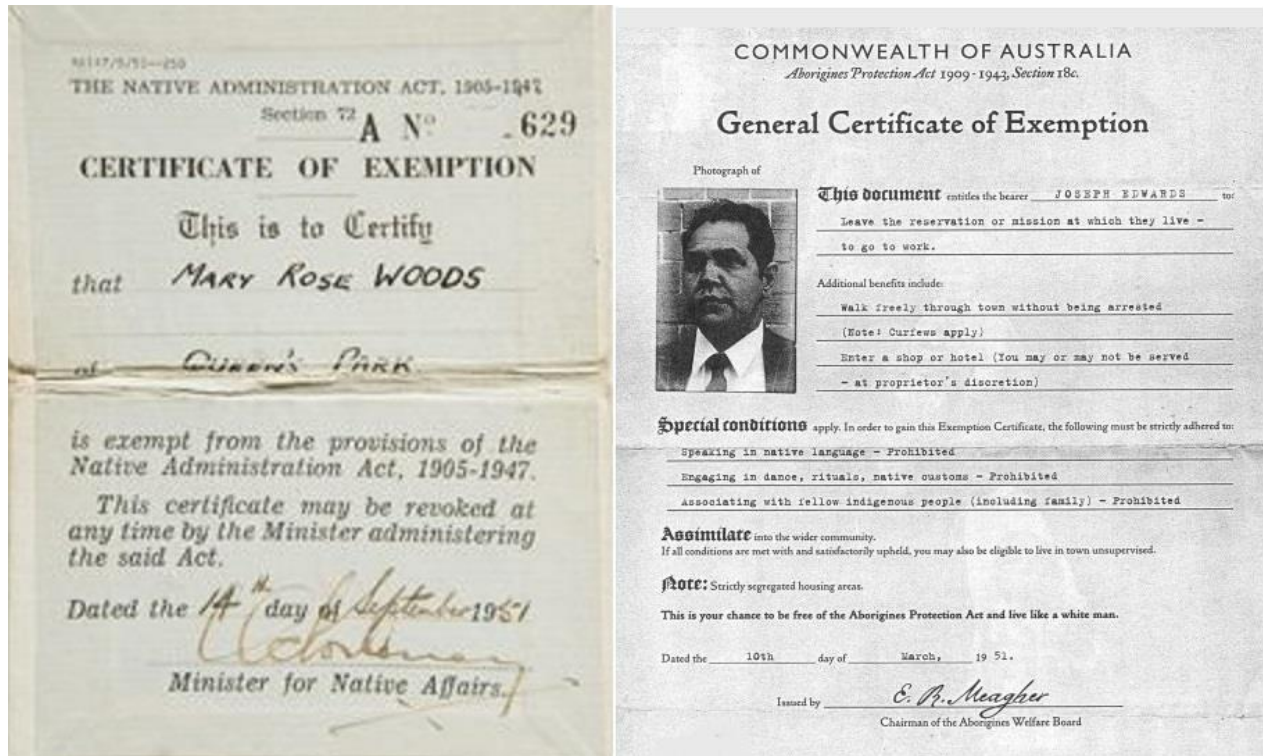 THE NATIVE ADMINISTRATION ACT, 1905-1947
Section 72
A Nº 629
CERTIFICATE OF EXEMPTION
This is to Certify
that MARY ROSE WOODS
of QUEEN'S PARK
is exempt from the provisions of the
Native Administration Act, 1905-1947.
This certificate may be revoked at
any time by the Minister administering
the said Act.
Dated the 14th day of September 1951
Minister for Native Affairs.
COMMONWEALTH OF AUSTRALIA
Aborigines Protection Act 1909 - 1943, Section 18c.
General Certificate of Exemption
Photograph of
This document entitles the bearer JOSEPH EDWARDS to:
Leave the reservation or mission at which they live -
to go to work.
Additional benefits include:
Walk freely through town without being arrested
(Note: Curfews apply)
Enter a shop or hotel (You may or may not be served
- at proprietor's discretion)
Special conditions apply. In order to gain this Exemption Certificate, the following must be strictly adhered to:
Speaking in native language - Prohibited
Engaging in dance, rituals, native customs - Prohibited
Associating with fellow indigenous people (including family) - Prohibited
Assimilate into the wider community.
If all conditions are met with and satisfactorily upheld, you may also be eligible to live in town unsupervised.
Note: Strictly segregated housing areas.
This is your chance to be free of the Aborigines Protection Act and live like a white man.
Dated the 10th day of March, 19 51.
Issued by E. R. Meagher
Chairman of the Aborigines Welfare Board